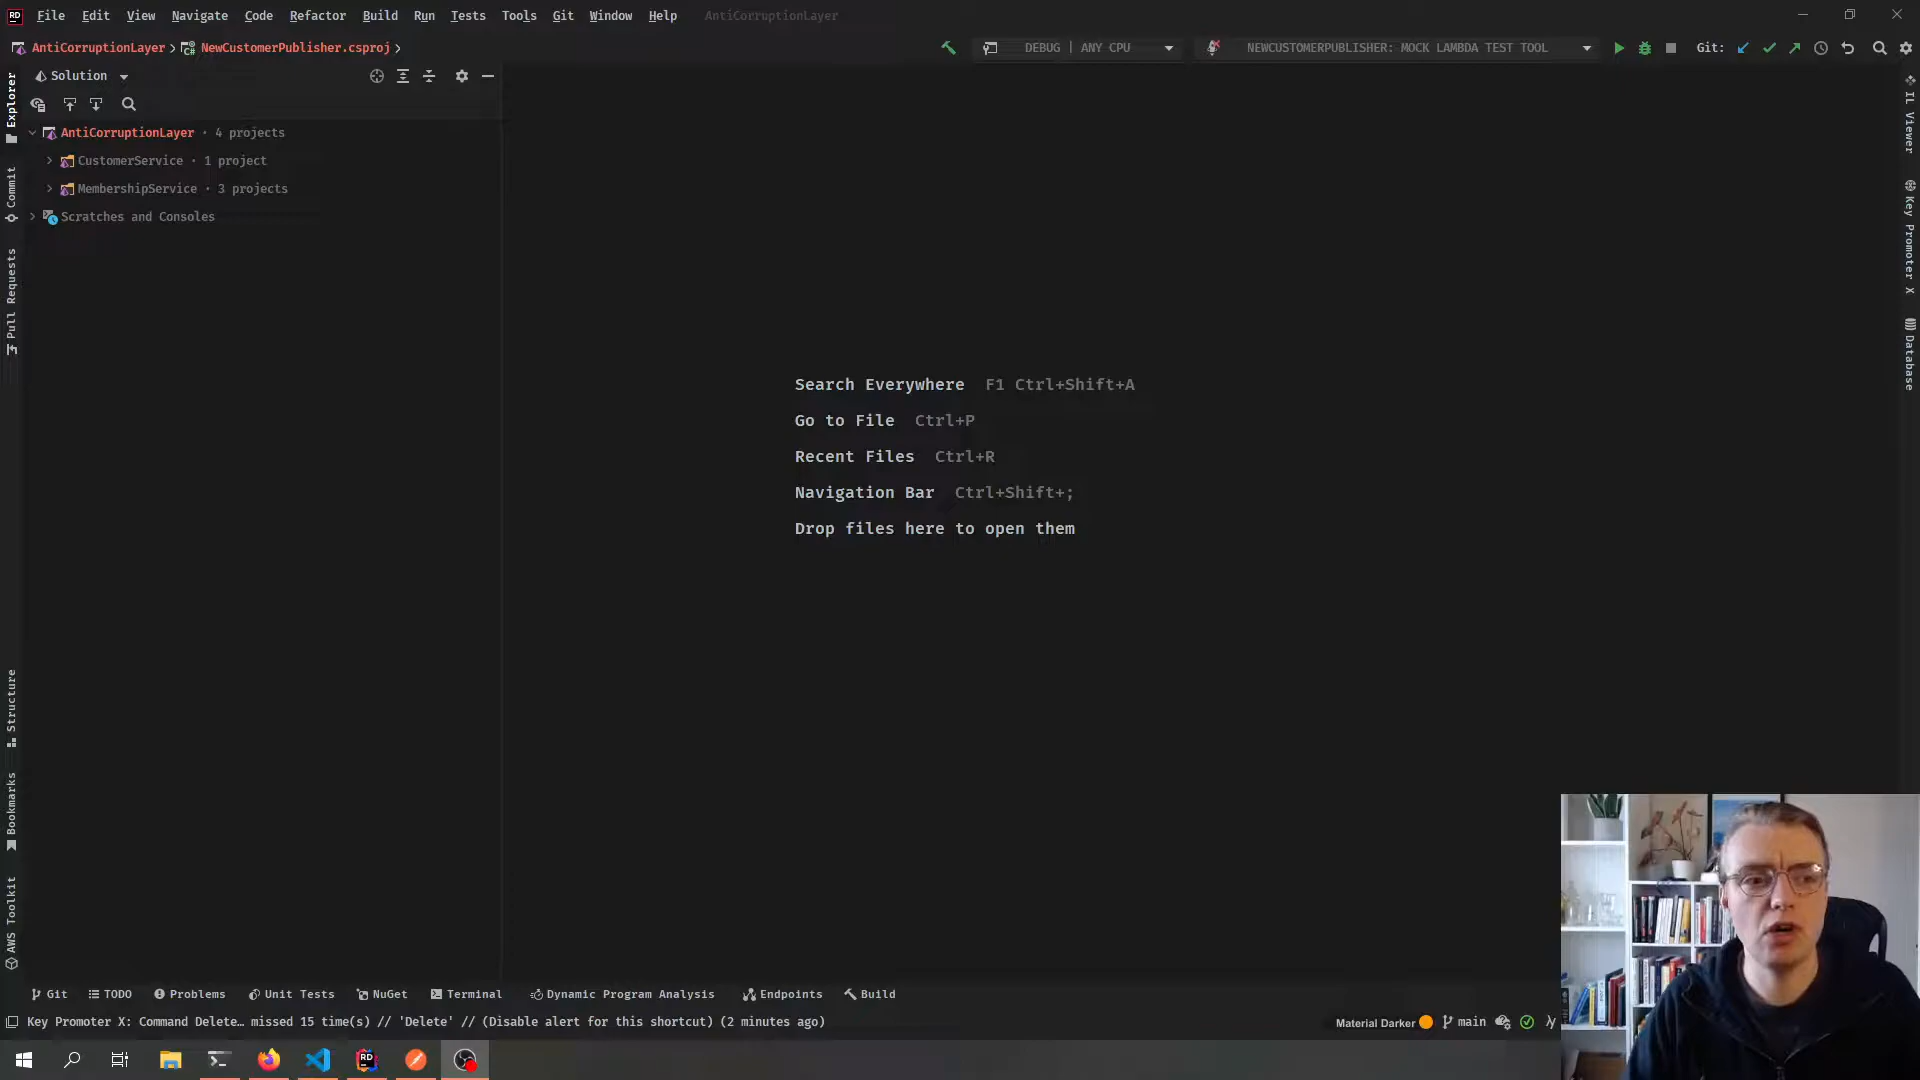 RD File Edit View Navigate Code Refactor Build Run Tests Tools Git Window Help AntiCorruptionLayer
AntiCorruptionLayer NewCustomerPublisher.csproj DEBUG | ANY CPU NEWCUSTOMERPUBLISHER: MOCK LAMBDA TEST TOOL Git:
Solution
AntiCorruptionLayer · 4 projects
CustomerService · 1 project
MembershipService · 3 projects
Scratches and Consoles
Explorer
Commit
Pull Requests
Structure
Bookmarks
AWS Toolkit
Search Everywhere F1 Ctrl+Shift+A
Go to File Ctrl+P
Recent Files Ctrl+R
Navigation Bar Ctrl+Shift+;
Drop files here to open them
IL Viewer
Key Promoter X
Database
Git TODO Problems Unit Tests NuGet Terminal Dynamic Program Analysis Endpoints Build
Key Promoter X: Command Delete… missed 15 time(s) // 'Delete' // (Disable alert for this shortcut) (2 minutes ago) Material Darker main
RD